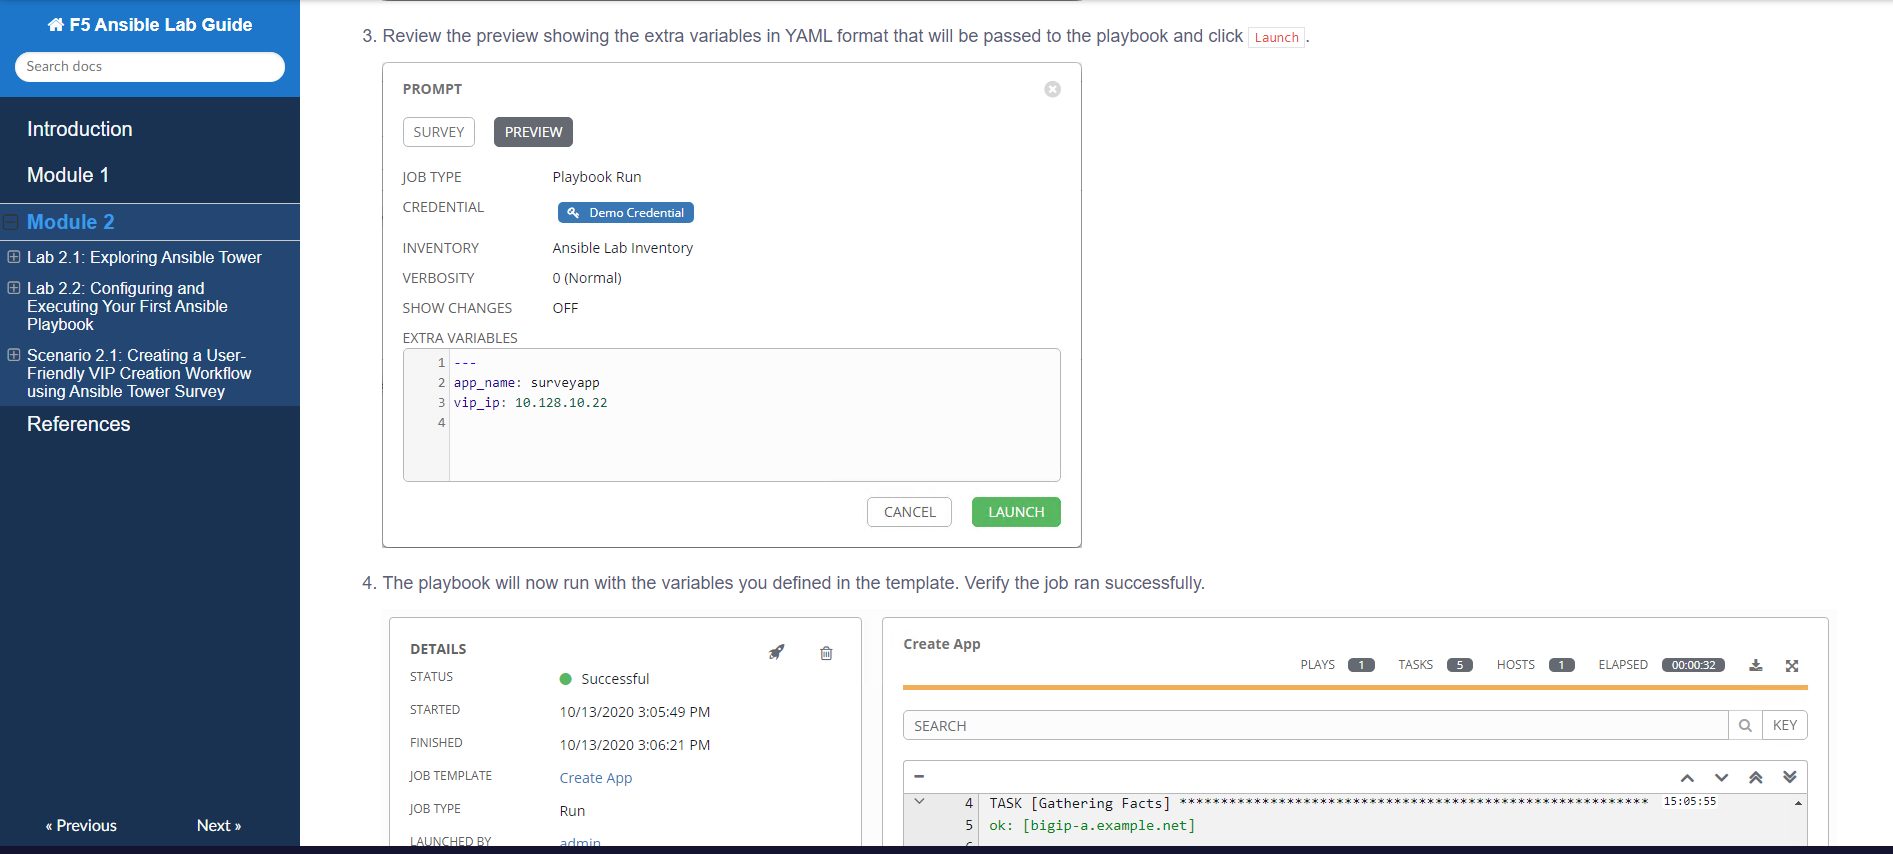 F5 Ansible Lab Guide
Search docs
Introduction
Module 1
Module 2
Lab 2.1: Exploring Ansible Tower
Lab 2.2: Configuring and
Executing Your First Ansible
Playbook
Scenario 2.1: Creating a User-
Friendly VIP Creation Workflow
using Ansible Tower Survey
References
« Previous
Next »
3. Review the preview showing the extra variables in YAML format that will be passed to the playbook and click Launch.
PROMPT
SURVEY PREVIEW
JOB TYPE Playbook Run
CREDENTIAL Demo Credential
INVENTORY Ansible Lab Inventory
VERBOSITY 0 (Normal)
SHOW CHANGES OFF
EXTRA VARIABLES
1 ---
2 app_name: surveyapp
3 vip_ip: 10.128.10.22
4
CANCEL LAUNCH
4. The playbook will now run with the variables you defined in the template. Verify the job ran successfully.
DETAILS
STATUS Successful
STARTED 10/13/2020 3:05:49 PM
FINISHED 10/13/2020 3:06:21 PM
JOB TEMPLATE Create App
JOB TYPE Run
LAUNCHED BY admin
Create App
PLAYS 1 TASKS 5 HOSTS 1 ELAPSED 00:00:32
SEARCH KEY
4 TASK [Gathering Facts] ********************************************************* 15:05:55
5 ok: [bigip-a.example.net]
6